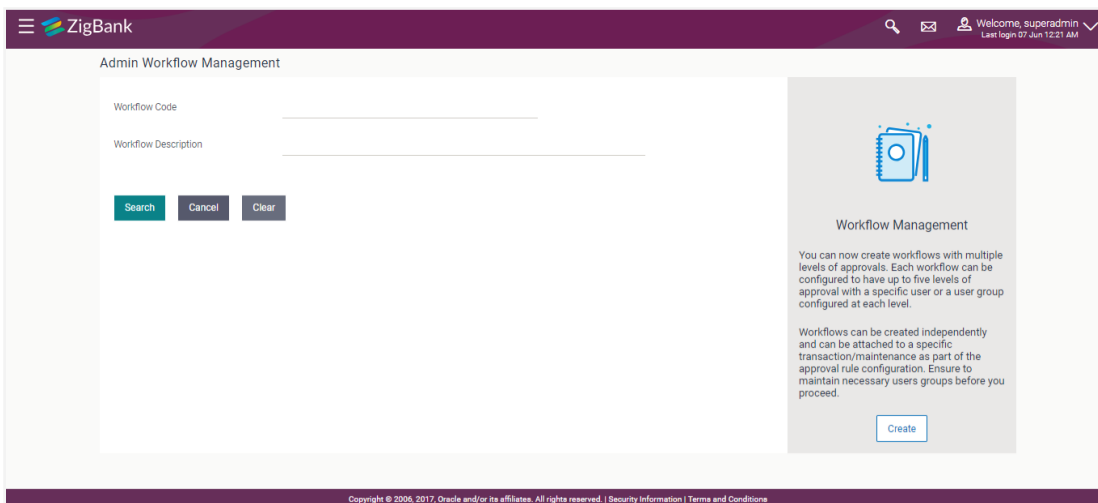 ZigBank
Welcome, superadmin
Last login 07 Jun 12:21 AM
Admin Workflow Management
Workflow Code
Workflow Description
Search Cancel Clear
Workflow Management
You can now create workflows with multiple
levels of approvals. Each workflow can be
configured to have up to five levels of
approval with a specific user or a user group
configured at each level.
Workflows can be created independently
and can be attached to a specific
transaction/maintenance as part of the
approval rule configuration. Ensure to
maintain necessary users groups before you
proceed.
Create
Copyright © 2006, 2017, Oracle and/or its affiliates. All rights reserved. | Security Information | Terms and Conditions